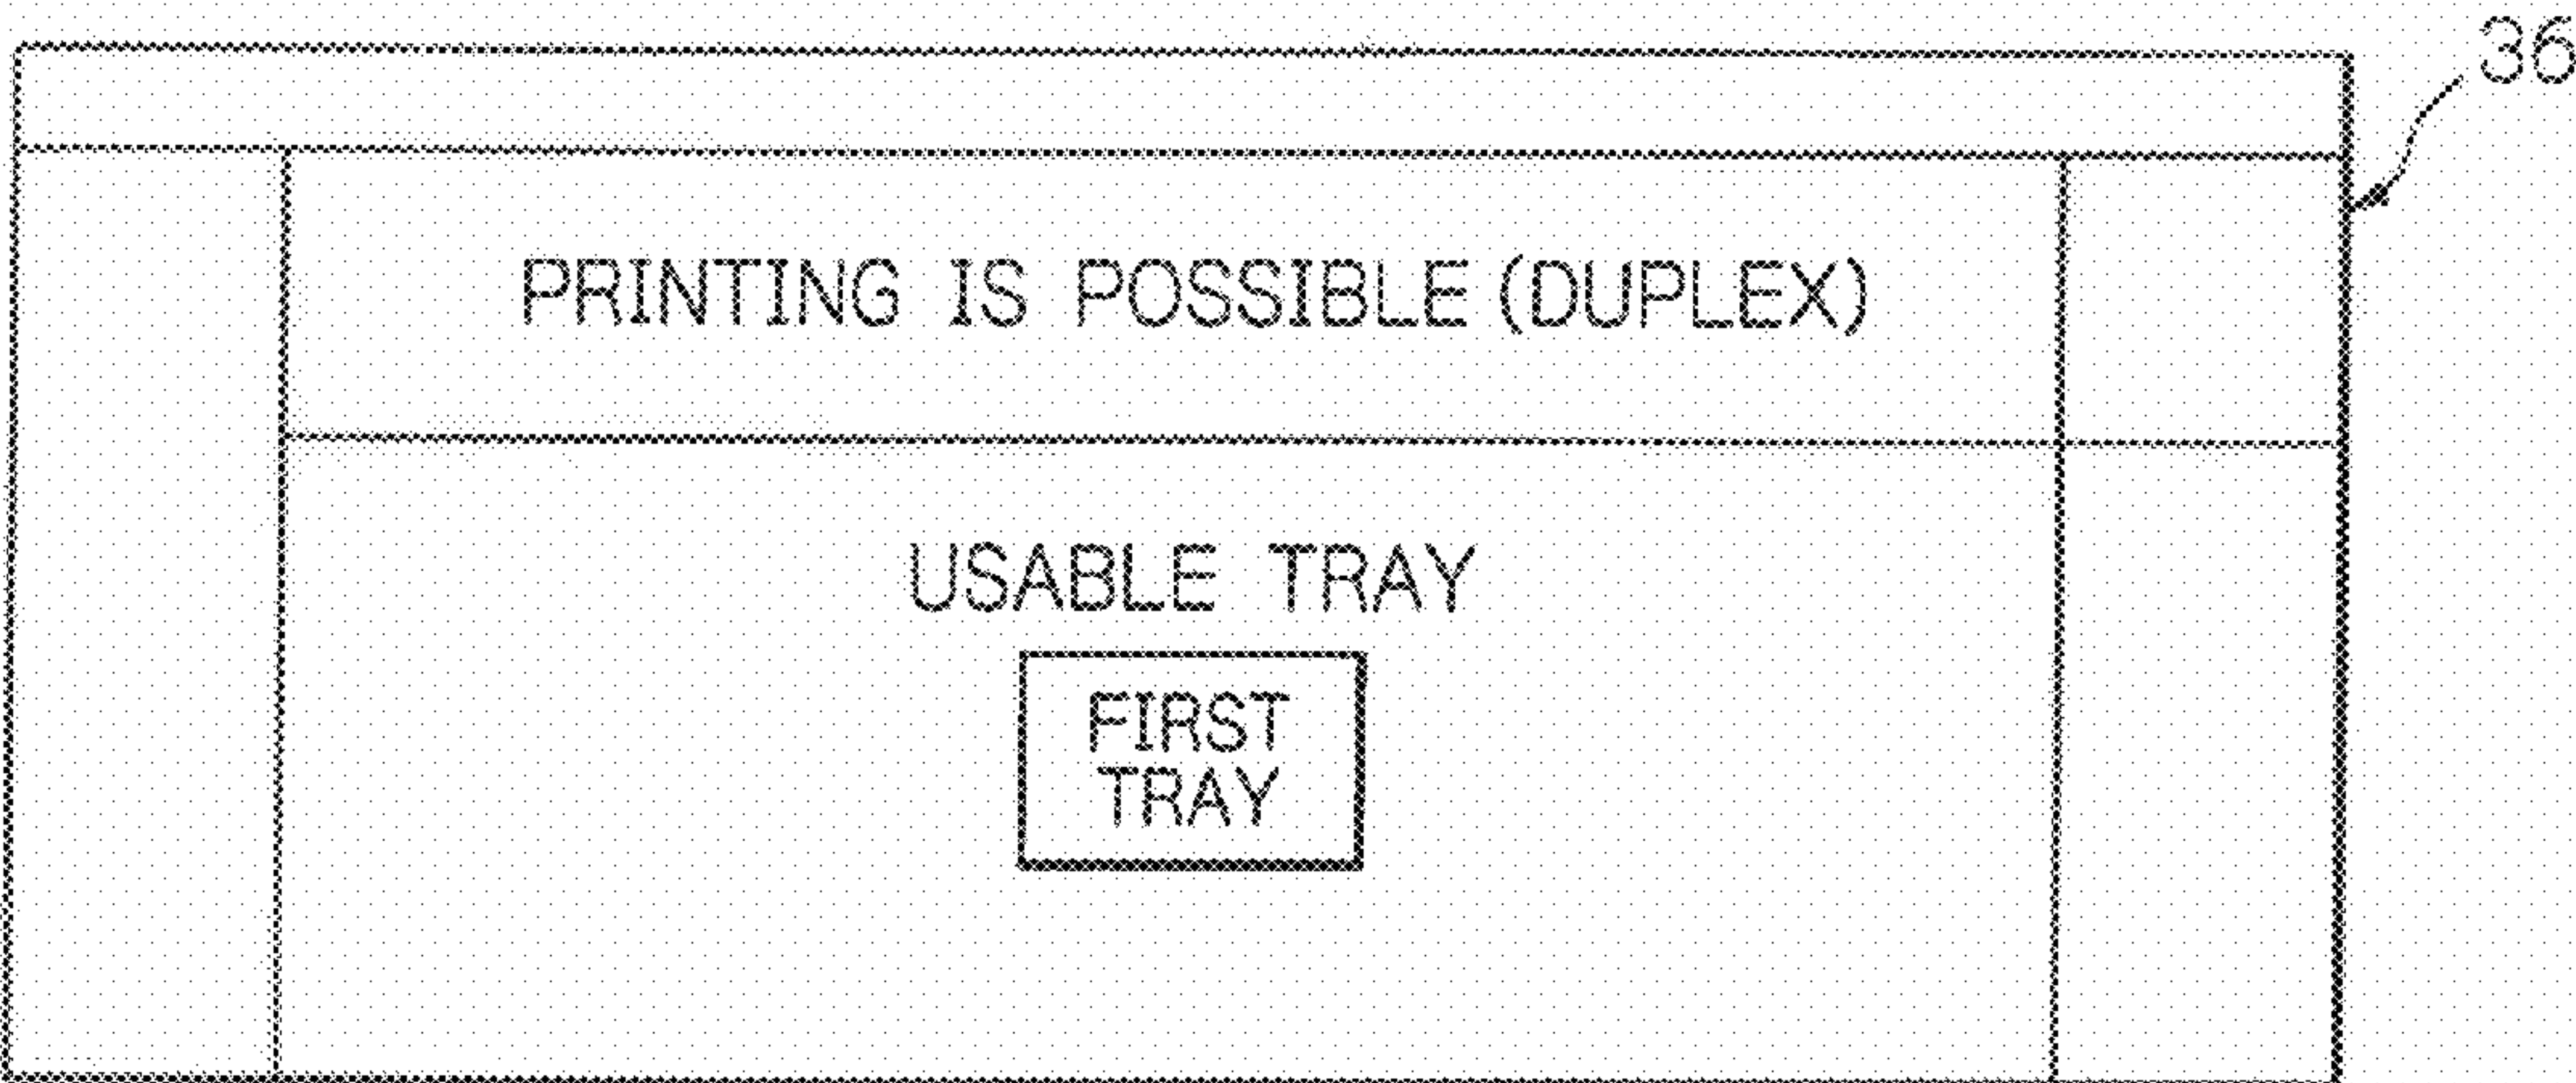 36
PRINTING IS POSSIBLE (DUPLEX)
USABLE TRAY
FIRST
TRAY